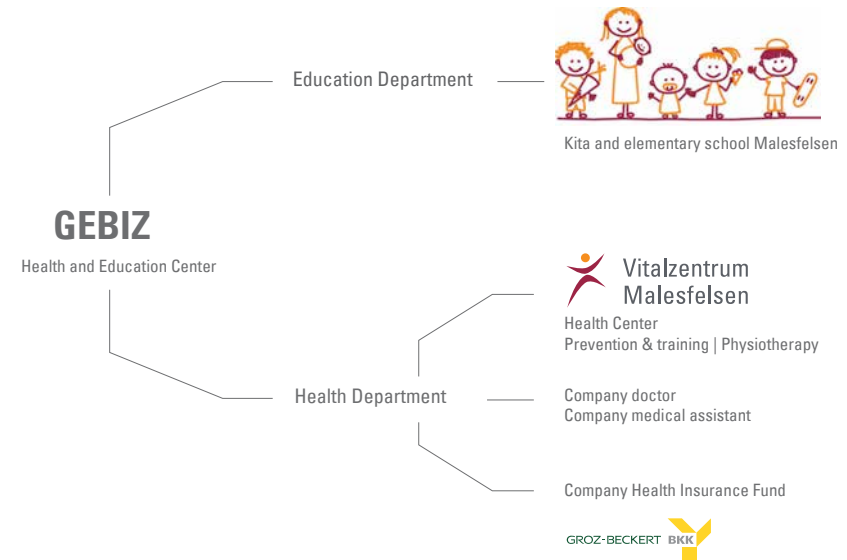 Education Department
Kita and elementary school Malesfelsen
GEBIZ
Health and Education Center
Vitalzentrum
Malesfelsen
Health Center
Prevention & training | Physiotherapy
Health Department
Company doctor
Company medical assistant
Company Health Insurance Fund
GROZ-BECKERT BKK